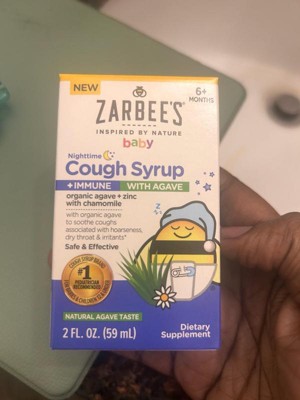 NEW
6+
MONTHS
ZARBEE'S
INSPIRED BY NATURE
baby
Nighttime
Cough Syrup
+IMMUNE WITH AGAVE
organic agave + zinc
with chamomile
with organic agave
to soothe coughs
associated with hoarseness,
dry throat & irritants*
Safe & Effective
#1
PEDIATRICIAN
RECOMMENDED
NATURAL AGAVE TASTE
2 FL. OZ. (59 mL)
Dietary
Supplement